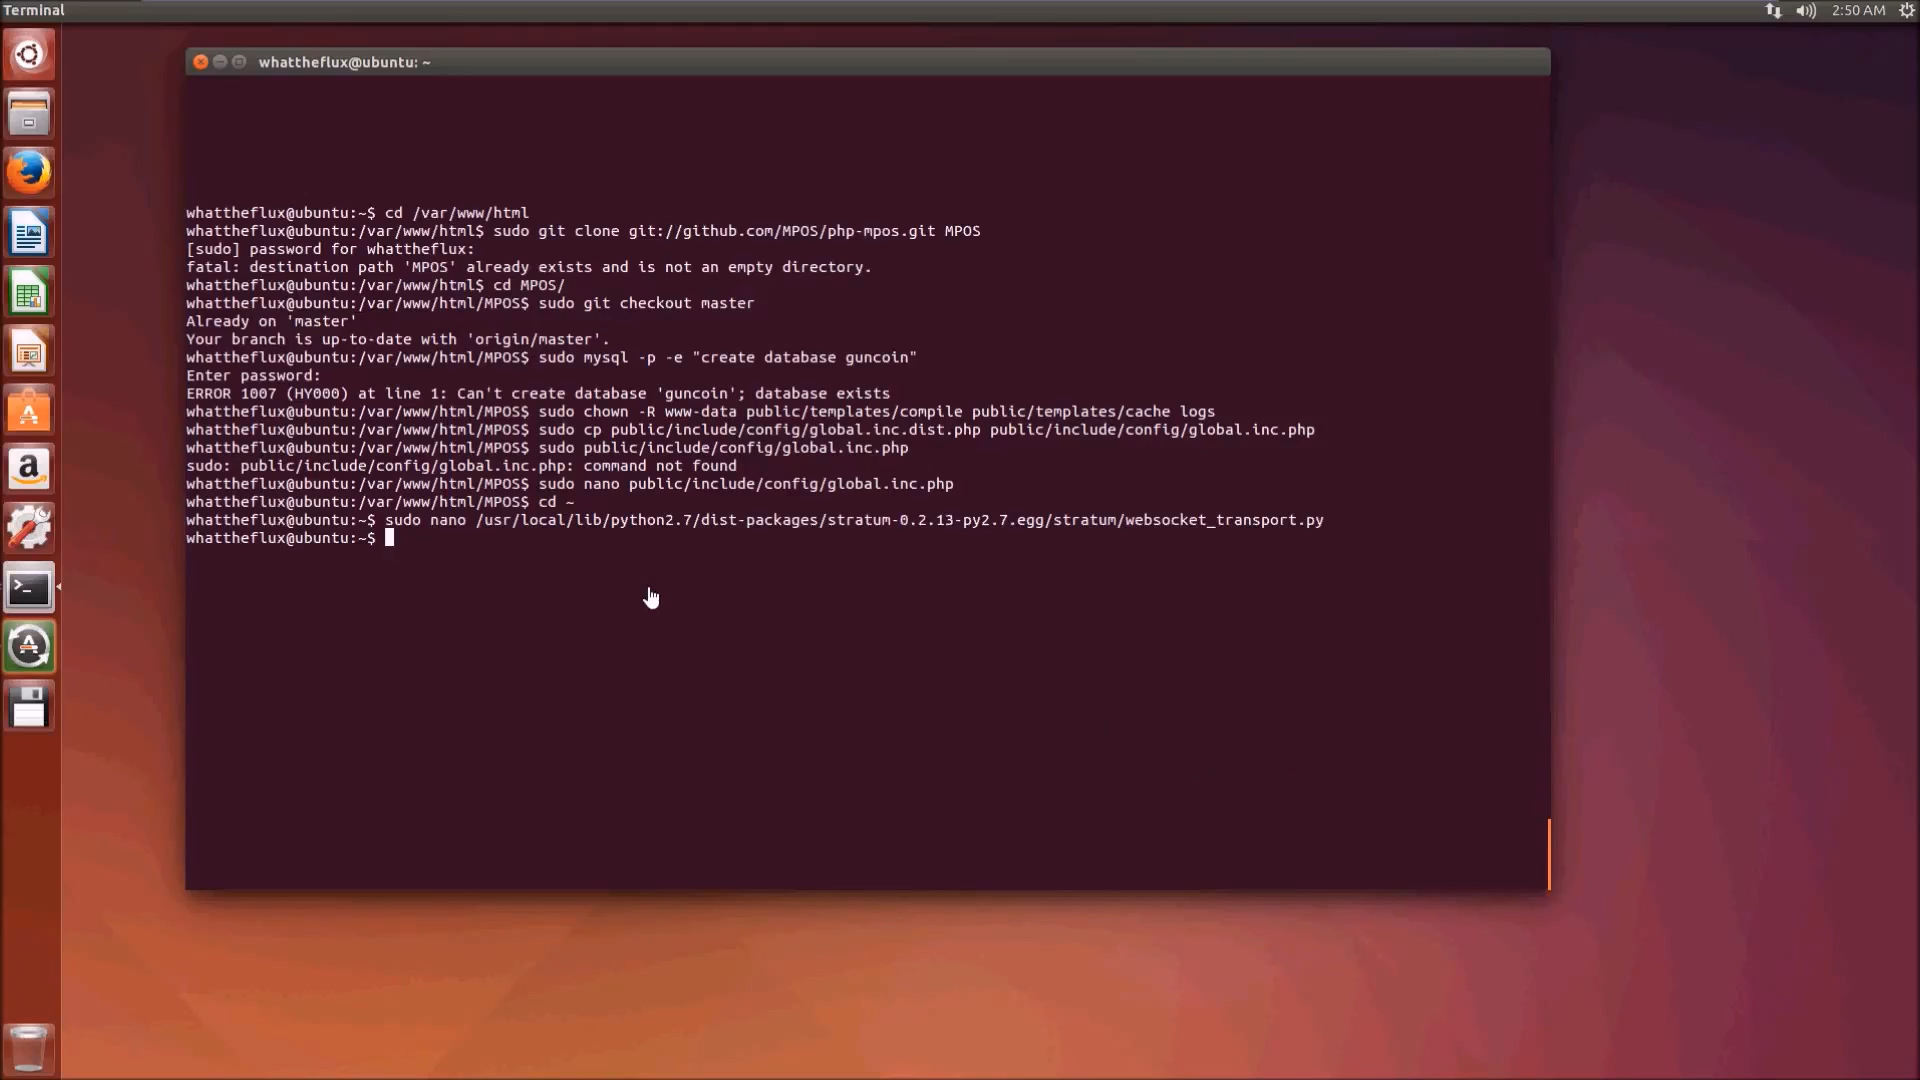 Terminal
2:50 AM
whattheflux@ubuntu: ~
whattheflux@ubuntu:~$ cd /var/www/html
whattheflux@ubuntu:/var/www/html$ sudo git clone git://github.com/MPOS/php-mpos.git MPOS
[sudo] password for whattheflux:
fatal: destination path 'MPOS' already exists and is not an empty directory.
whattheflux@ubuntu:/var/www/html$ cd MPOS/
whattheflux@ubuntu:/var/www/html/MPOS$ sudo git checkout master
Already on 'master'
Your branch is up-to-date with 'origin/master'.
whattheflux@ubuntu:/var/www/html/MPOS$ sudo mysql -p -e "create database guncoin"
Enter password:
ERROR 1007 (HY000) at line 1: Can't create database 'guncoin'; database exists
whattheflux@ubuntu:/var/www/html/MPOS$ sudo chown -R www-data public/templates/compile public/templates/cache logs
whattheflux@ubuntu:/var/www/html/MPOS$ sudo cp public/include/config/global.inc.dist.php public/include/config/global.inc.php
whattheflux@ubuntu:/var/www/html/MPOS$ sudo public/include/config/global.inc.php
sudo: public/include/config/global.inc.php: command not found
whattheflux@ubuntu:/var/www/html/MPOS$ sudo nano public/include/config/global.inc.php
whattheflux@ubuntu:/var/www/html/MPOS$ cd ~
whattheflux@ubuntu:~$ sudo nano /usr/local/lib/python2.7/dist-packages/stratum-0.2.13-py2.7.egg/stratum/websocket_transport.py
whattheflux@ubuntu:~$